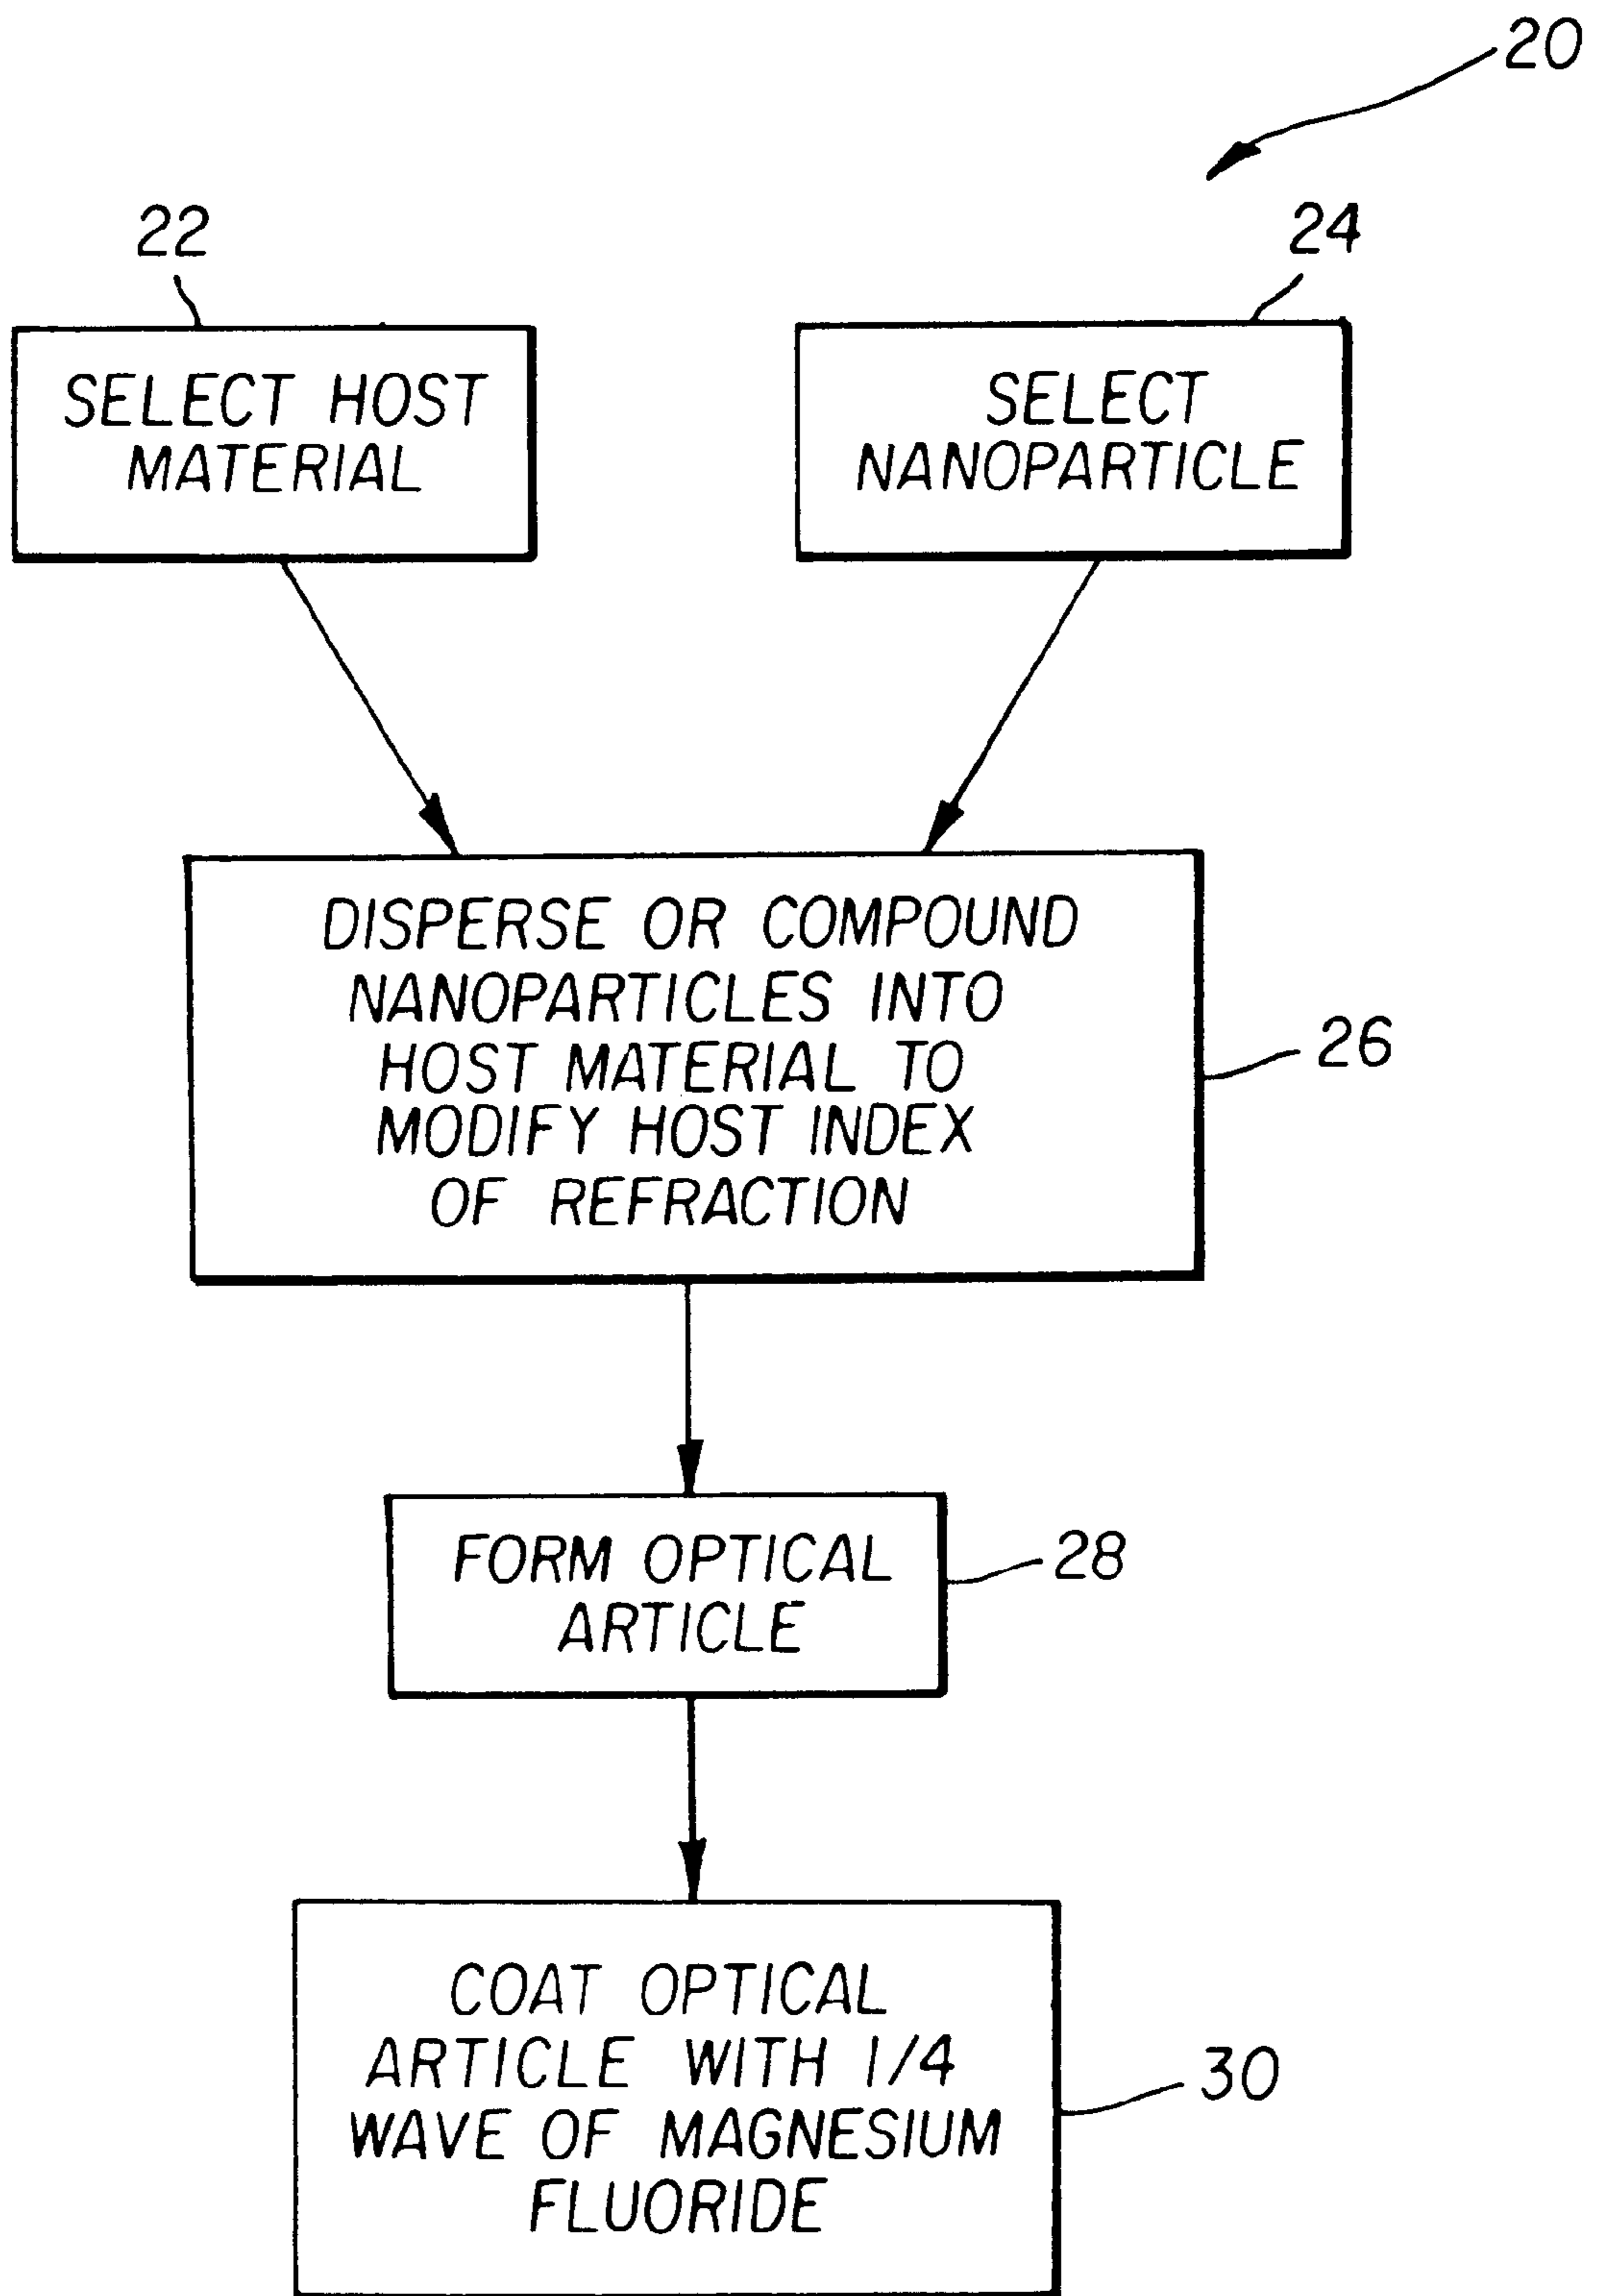 20
22
24
SELECT HOST
MATERIAL
SELECT
NANOPARTICLE
DISPERSE OR COMPOUND
NANOPARTICLES INTO
HOST MATERIAL TO
MODIFY HOST INDEX
OF REFRACTION
26
FORM OPTICAL
ARTICLE
28
COAT OPTICAL
ARTICLE WITH 1/4
WAVE OF MAGNESIUM
FLUORIDE
30